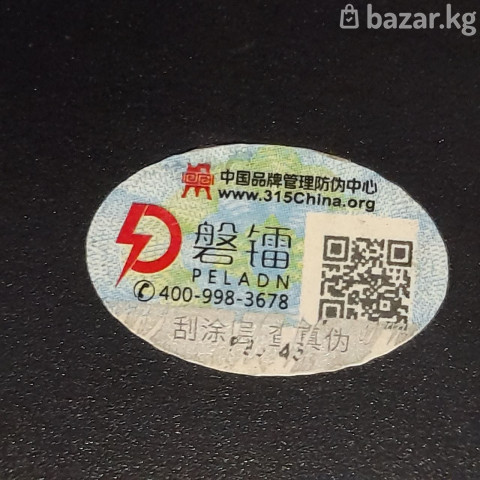 bazar.kg
中国品牌管理防伪中心
www.315China.org
磐镭
PELADN
400-998-3678
刮涂层 查真伪